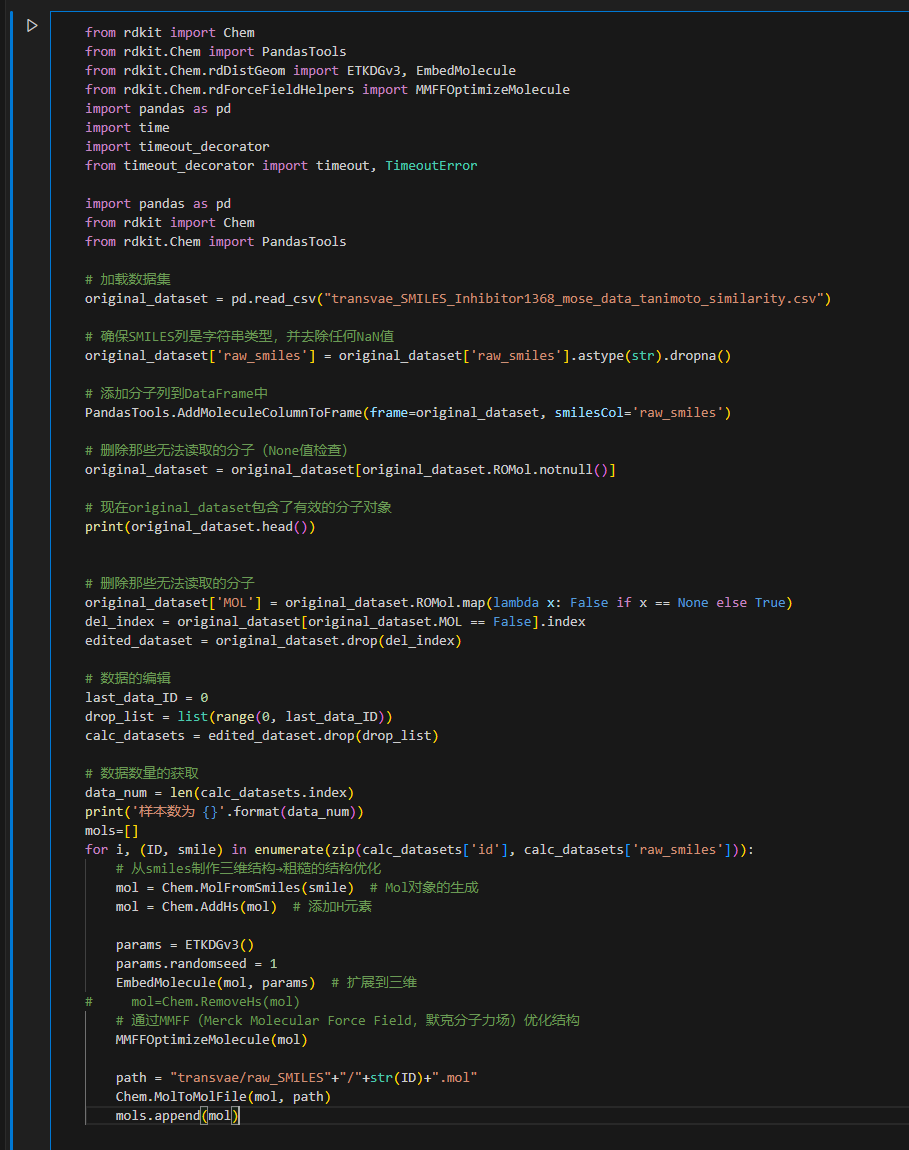 from rdkit import Chem
from rdkit.Chem import PandasTools
from rdkit.Chem.rdDistGeom import ETKDGv3, EmbedMolecule
from rdkit.Chem.rdForceFieldHelpers import MMFFOptimizeMolecule
import pandas as pd
import time
import timeout_decorator
from timeout_decorator import timeout, TimeoutError

import pandas as pd
from rdkit import Chem
from rdkit.Chem import PandasTools

# 加载数据集
original_dataset = pd.read_csv("transvae_SMILES_Inhibitor1368_mose_data_tanimoto_similarity.csv")

# 确保SMILES列是字符串类型，并去除任何NaN值
original_dataset['raw_smiles'] = original_dataset['raw_smiles'].astype(str).dropna()

# 添加分子列到DataFrame中
PandasTools.AddMoleculeColumnToFrame(frame=original_dataset, smilesCol='raw_smiles')

# 删除那些无法读取的分子（None值检查）
original_dataset = original_dataset[original_dataset.ROMol.notnull()]

# 现在original_dataset包含了有效的分子对象
print(original_dataset.head())


# 删除那些无法读取的分子
original_dataset['MOL'] = original_dataset.ROMol.map(lambda x: False if x == None else True)
del_index = original_dataset[original_dataset.MOL == False].index
edited_dataset = original_dataset.drop(del_index)

# 数据的编辑
last_data_ID = 0
drop_list = list(range(0, last_data_ID))
calc_datasets = edited_dataset.drop(drop_list)

# 数据数量的获取
data_num = len(calc_datasets.index)
print('样本数为 {}'.format(data_num))
mols=[]
for i, (ID, smile) in enumerate(zip(calc_datasets['id'], calc_datasets['raw_smiles'])):
    # 从smiles制作三维结构→粗糙的结构优化
    mol = Chem.MolFromSmiles(smile)  # Mol对象的生成
    mol = Chem.AddHs(mol)  # 添加H元素

    params = ETKDGv3()
    params.randomseed = 1
    EmbedMolecule(mol, params)  # 扩展到三维
#     mol=Chem.RemoveHs(mol)
    # 通过MMFF（Merck Molecular Force Field，默克分子力场）优化结构
    MMFFOptimizeMolecule(mol)

    path = "transvae/raw_SMILES"+"/"+str(ID)+".mol"
    Chem.MolToMolFile(mol, path)
    mols.append(mol)